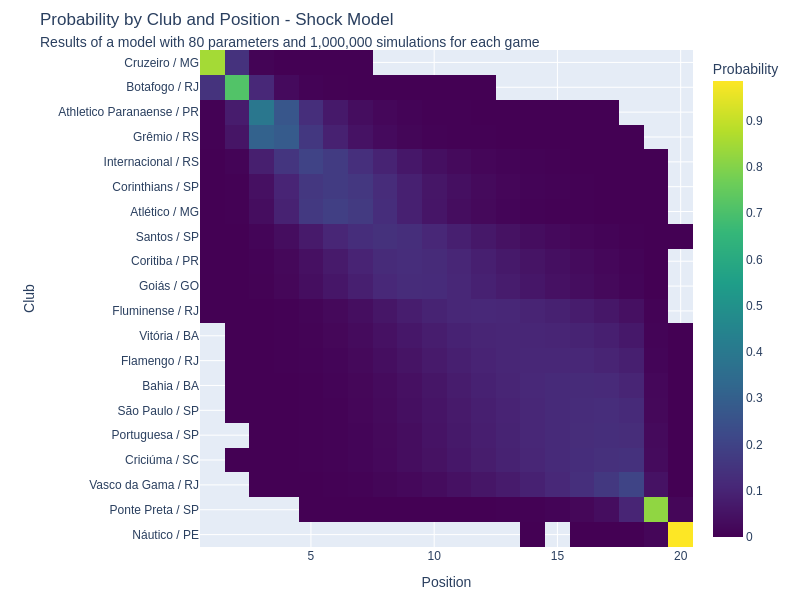 Probability by Club and Position - Shock Model
Results of a model with 80 parameters and 1,000,000 simulations for each game
Probability
Club
Cruzeiro / MG
Botafogo / RJ
Athletico Paranaense / PR
Grêmio / RS
Internacional / RS
Corinthians / SP
Atlético / MG
Santos / SP
Coritiba / PR
Goiás / GO
Fluminense / RJ
Vitória / BA
Flamengo / RJ
Bahia / BA
São Paulo / SP
Portuguesa / SP
Criciúma / SC
Vasco da Gama / RJ
Ponte Preta / SP
Náutico / PE
0.9
0.8
0.7
0.6
0.5
0.4
0.3
0.2
0.1
0
5 10 15 20
Position